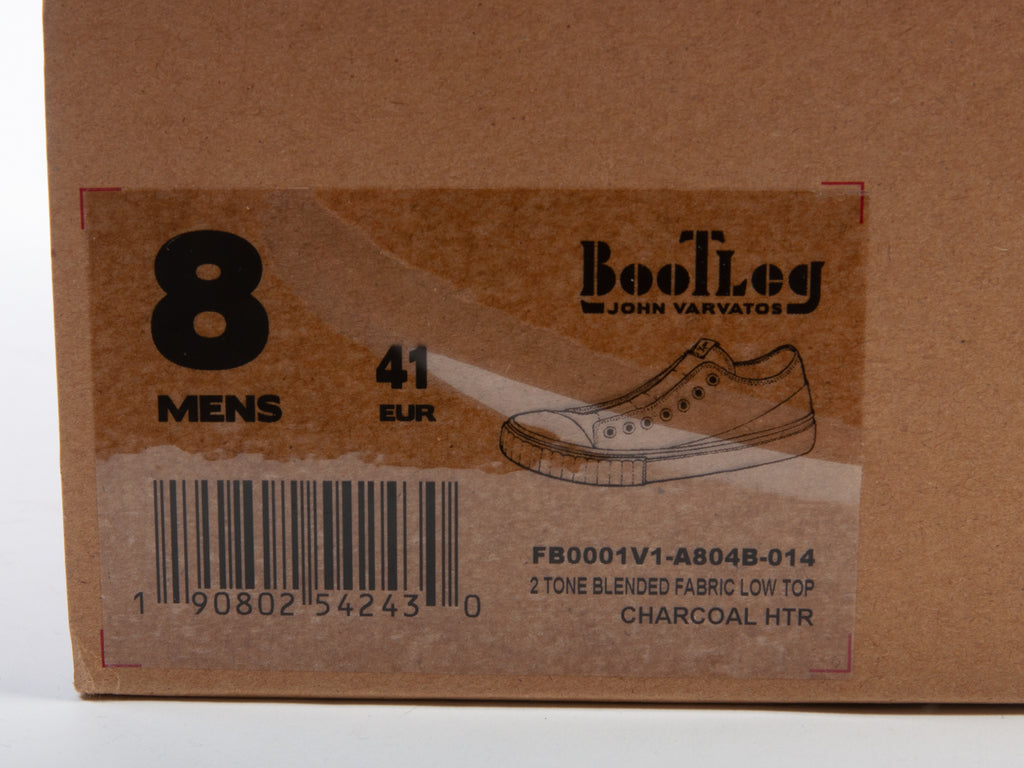 8
MENS
41
EUR
BooTLeg
JOHN VARVATOS
1 90802 54243 0
FB0001V1-A804B-014
2 TONE BLENDED FABRIC LOW TOP
CHARCOAL HTR